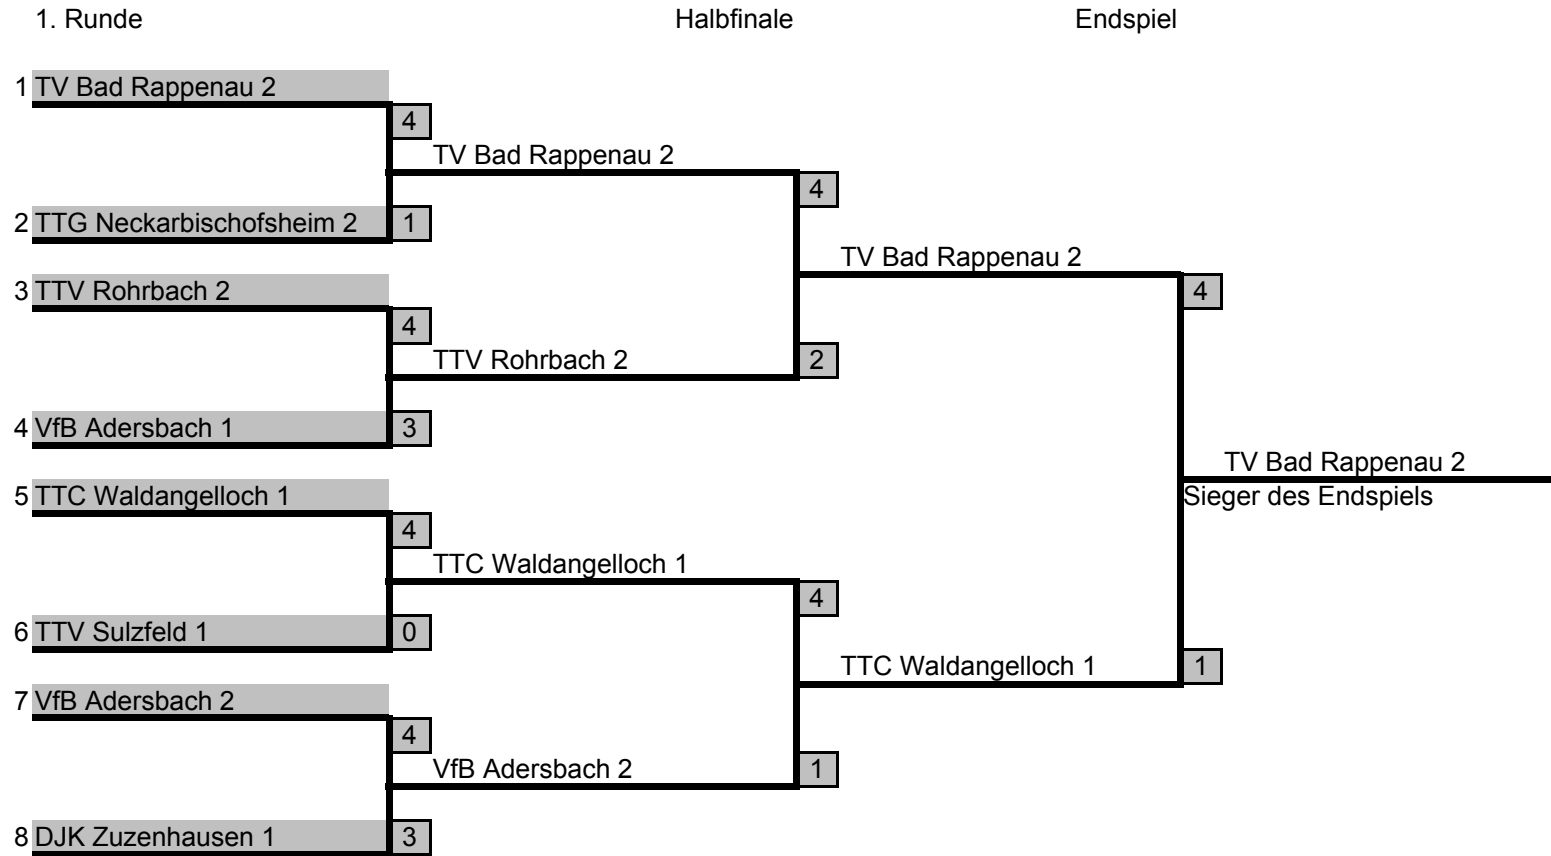 1. Runde Halbfinale Endspiel
1 TV Bad Rappenau 2
4
TV Bad Rappenau 2
4
2 TTG Neckarbischofsheim 2 1
TV Bad Rappenau 2
3 TTV Rohrbach 2
4
4
TTV Rohrbach 2 2
4 VfB Adersbach 1 3
TV Bad Rappenau 2
5 TTC Waldangelloch 1
Sieger des Endspiels
4
TTC Waldangelloch 1
4
6 TTV Sulzfeld 1 0
TTC Waldangelloch 1 1
7 VfB Adersbach 2
4
VfB Adersbach 2 1
8 DJK Zuzenhausen 1 3